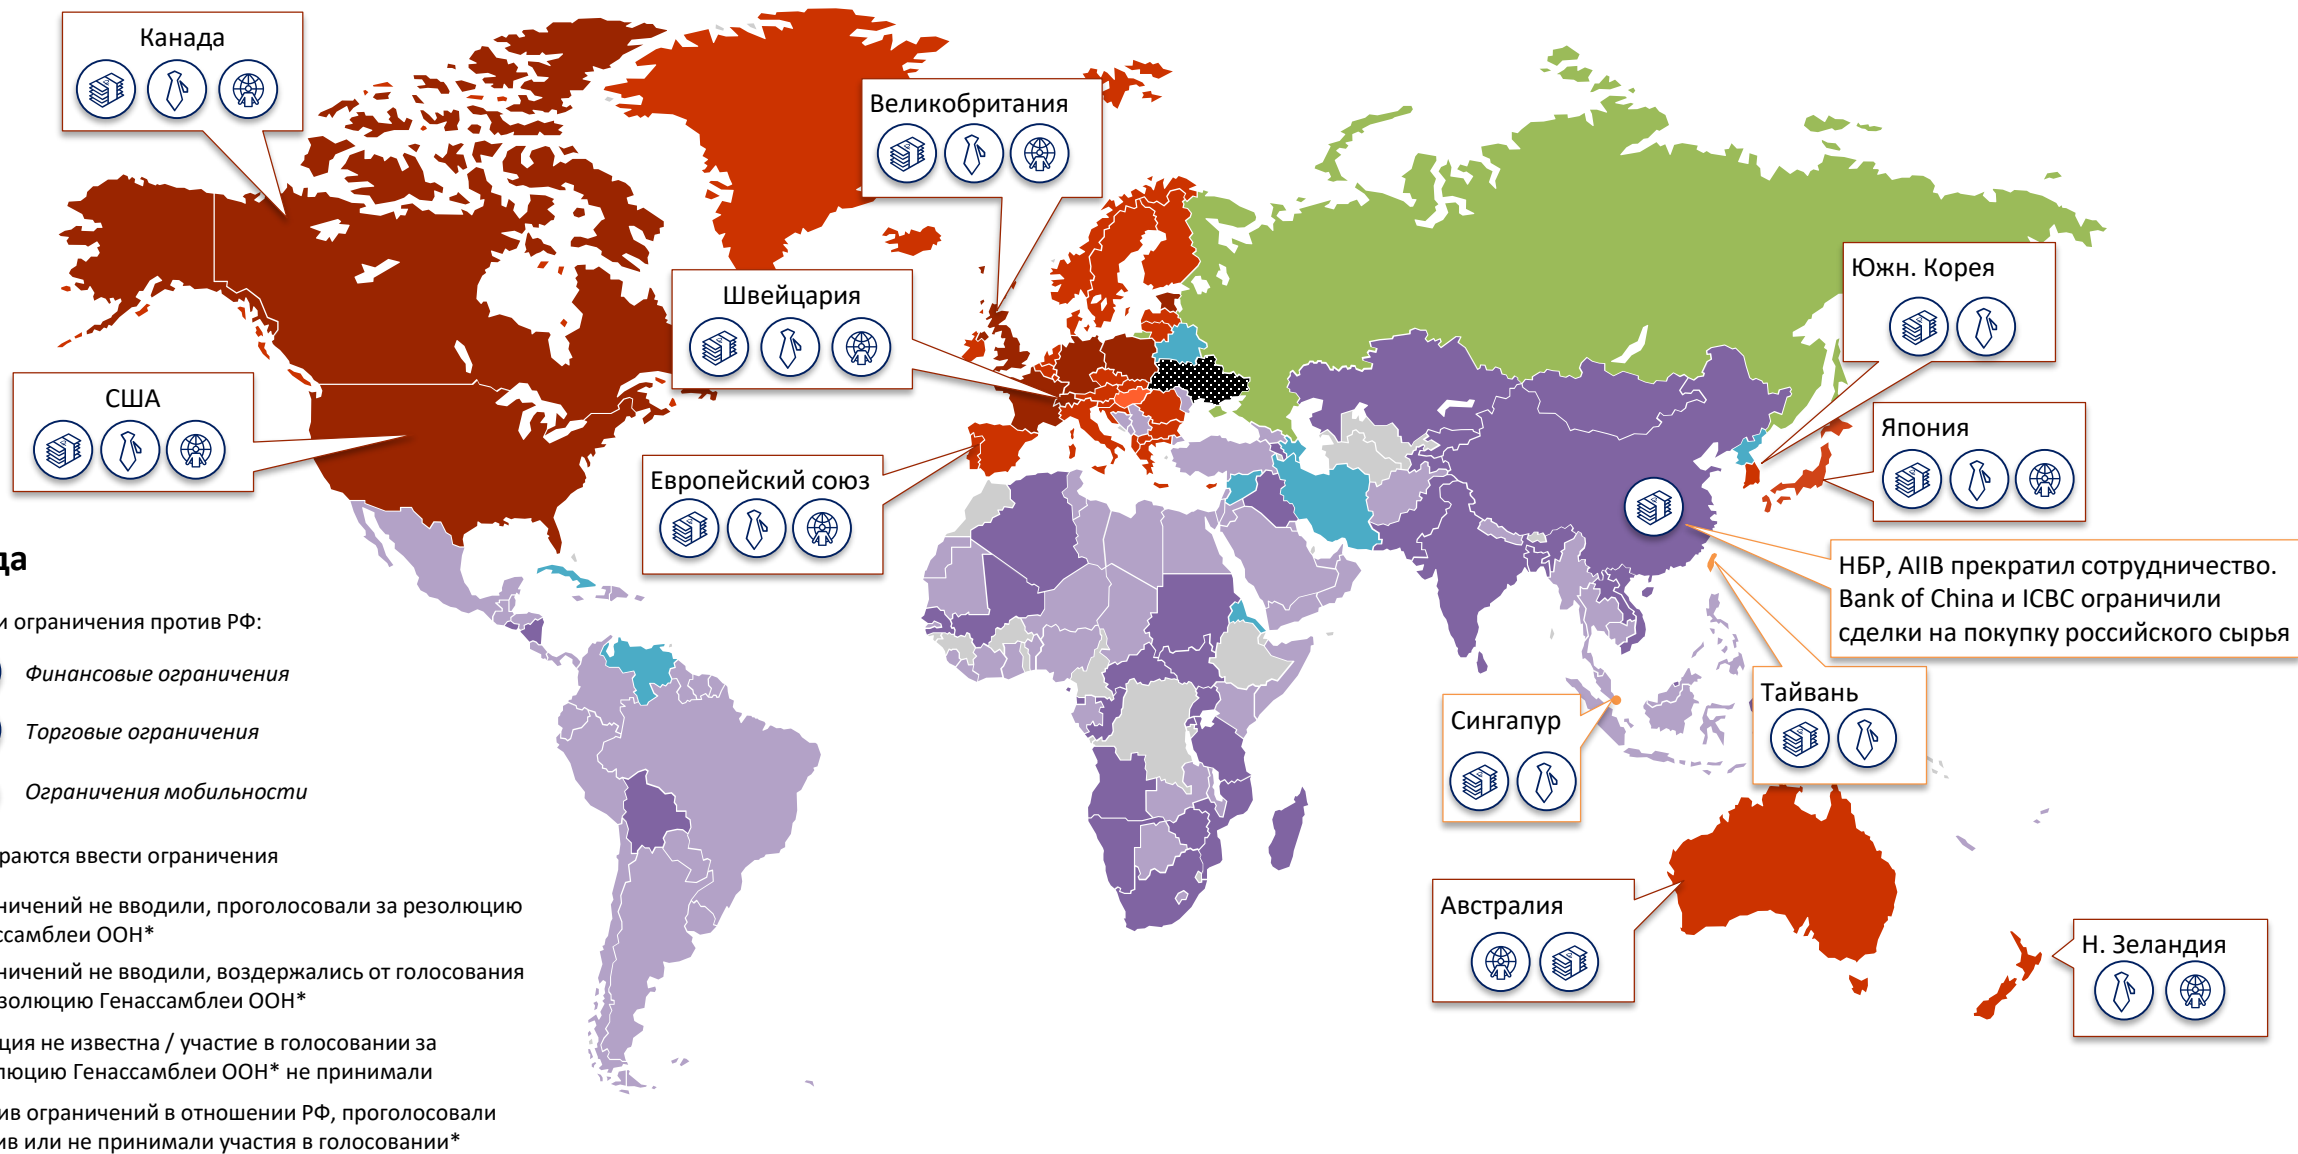 Канада
Великобритания
Южн. Корея
Швейцария
США
Япония
Европейский союз
НБР, AIIB прекратил сотрудничество.
Bank of China и ICBC ограничили
сделки на покупку российского сырья
Тайвань
Сингапур
Австралия
Н. Зеландия
да
и ограничения против РФ:
Финансовые ограничения
Торговые ограничения
Ограничения мобильности
раются ввести ограничения
ничений не вводили, проголосовали за резолюцию
ссамблеи ООН*
ничений не вводили, воздержались от голосования
езолюцию Генассамблеи ООН*
ция не известна / участие в голосовании за
люцию Генассамблеи ООН* не принимали
ив ограничений в отношении РФ, проголосовали
ив или не принимали участия в голосовании*